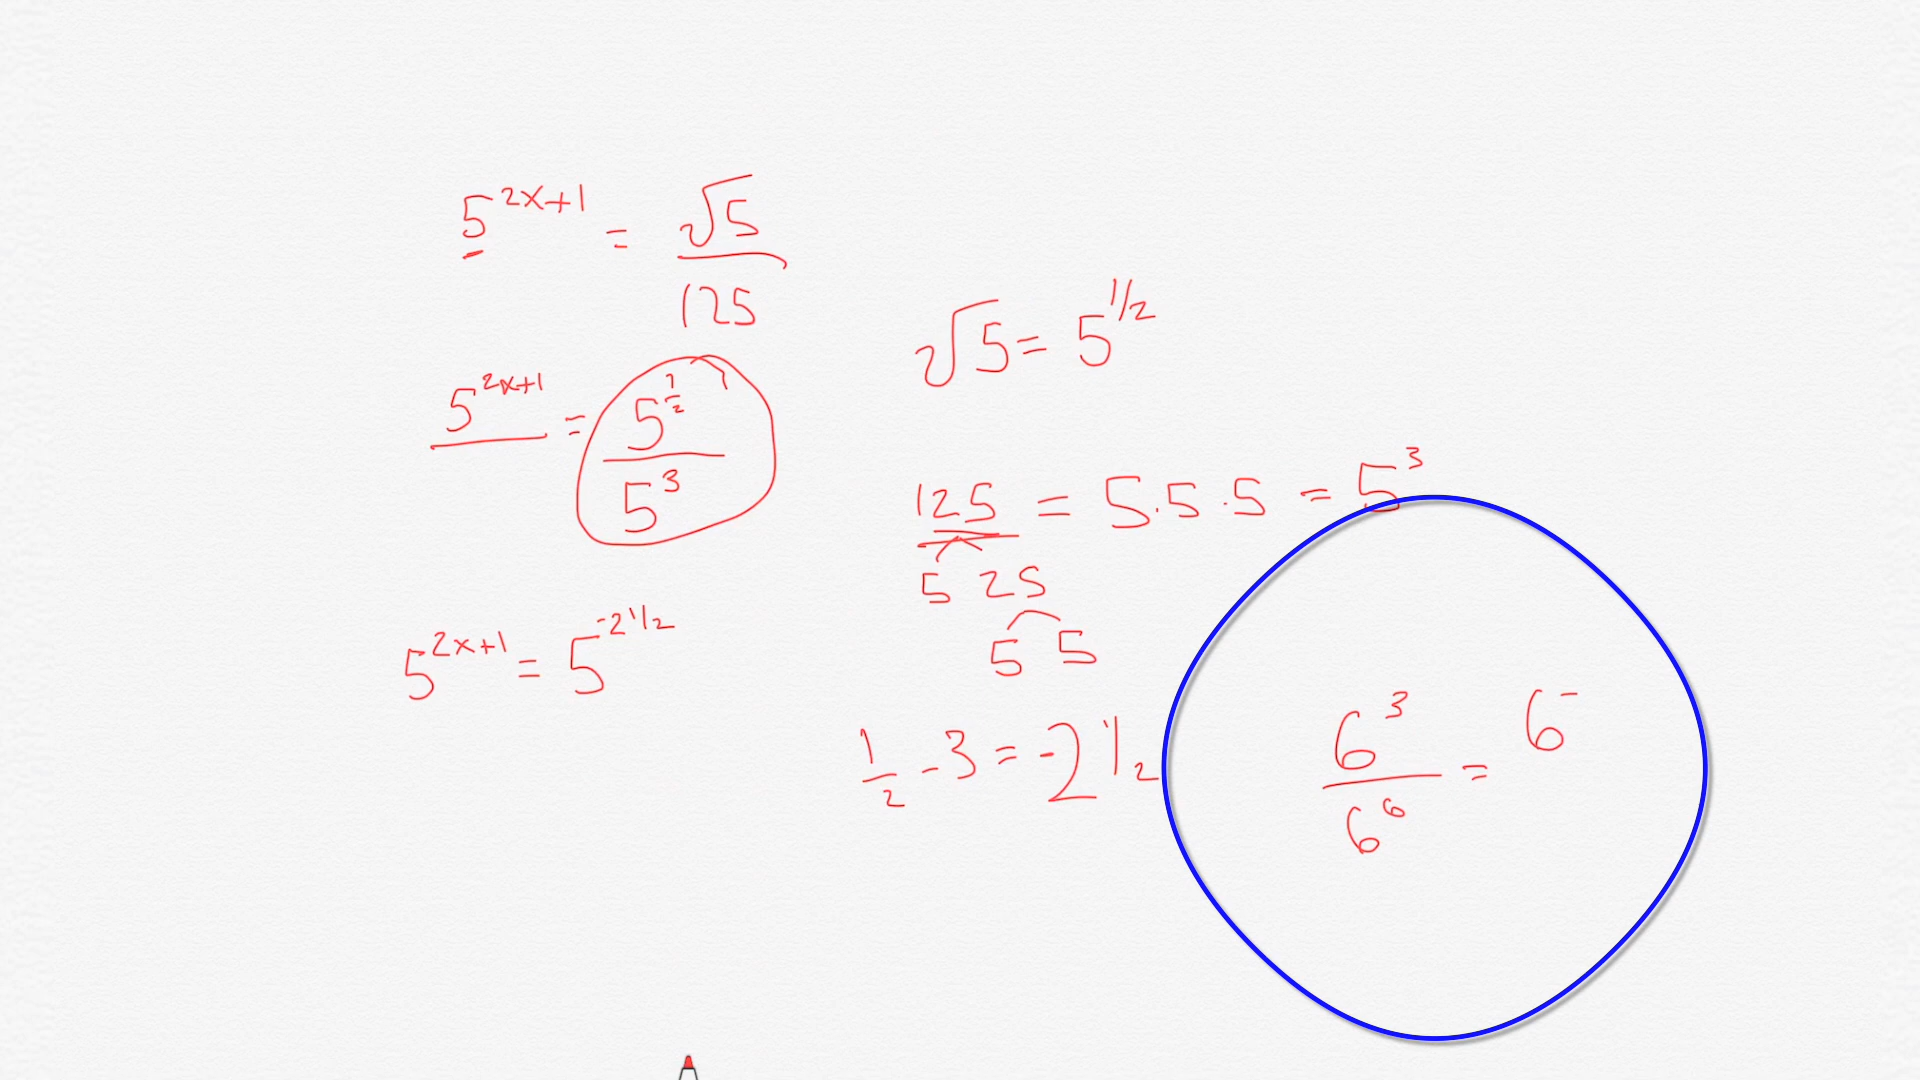 5^{2x+1} = √5 / 125
√5 = 5^{1/2}
5^{2x+1} = 5^{1/2} / 5^3
125 = 5·5·5 = 5^3
5 25
5 5
5^{2x+1} = 5^{-2 1/2}
1/2 - 3 = -2 1/2
6^3 / 6^6 = 6^-